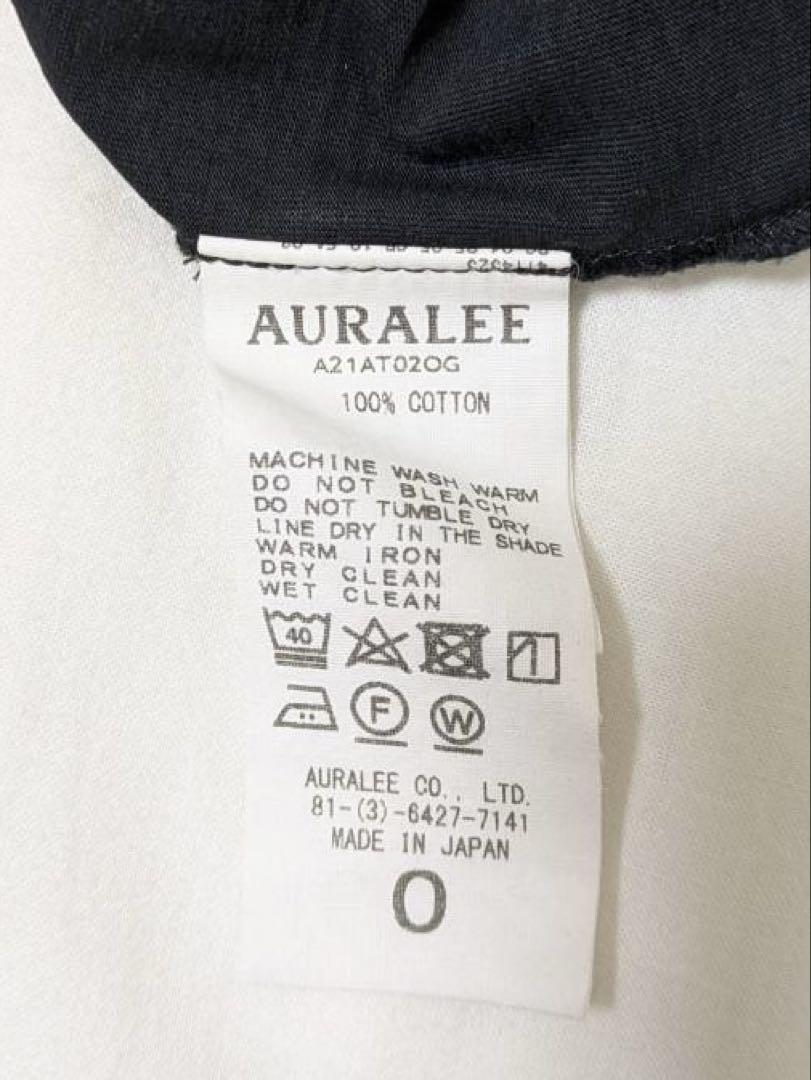 AURALEE
A21AT02OG
100% COTTON
MACHINE WASH WARM
DO NOT BLEACH
DO NOT TUMBLE DRY
LINE DRY IN THE SHADE
WARM IRON
DRY CLEAN
WET CLEAN
40
F
W
AURALEE CO., LTD.
81-(3)-6427-7141
MADE IN JAPAN
0